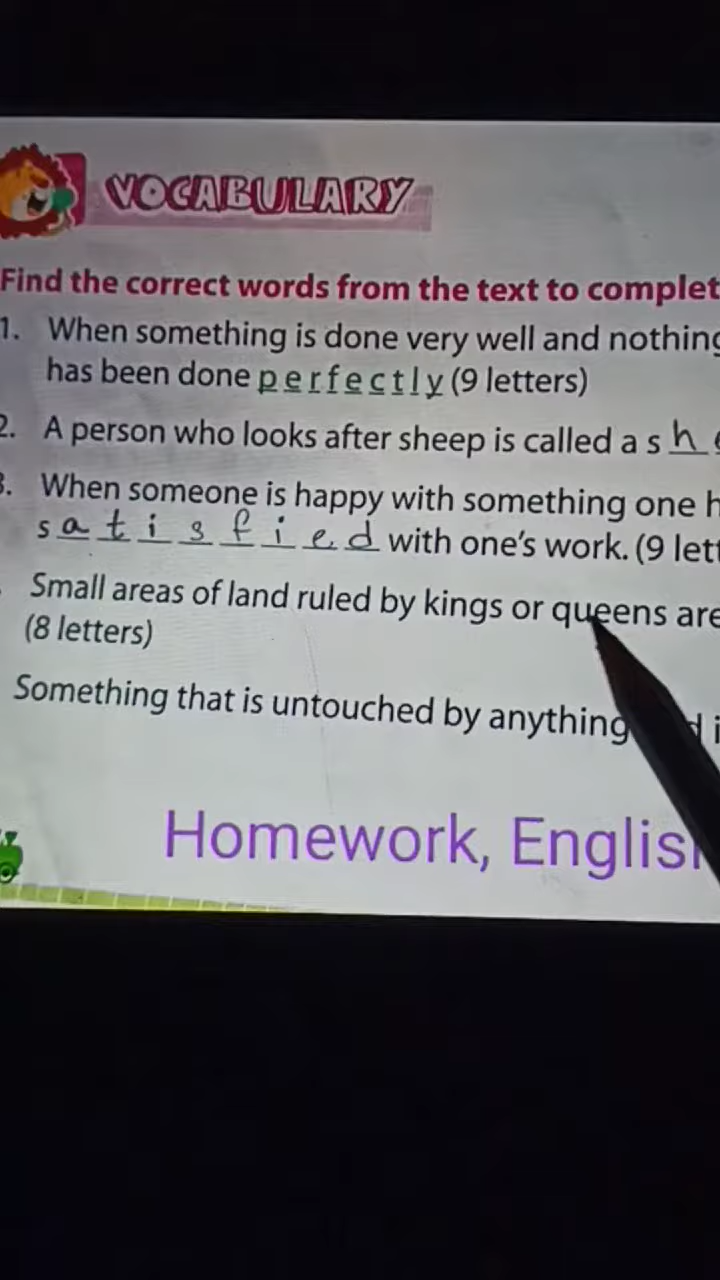 VOCABULARY
Find the correct words from the text to complet
1. When something is done very well and nothing
has been done perfectly (9 letters)
2. A person who looks after sheep is called a sh
3. When someone is happy with something one h
satisfied with one's work. (9 lett
Small areas of land ruled by kings or queens are
(8 letters)
Something that is untouched by anything
Homework, Englis